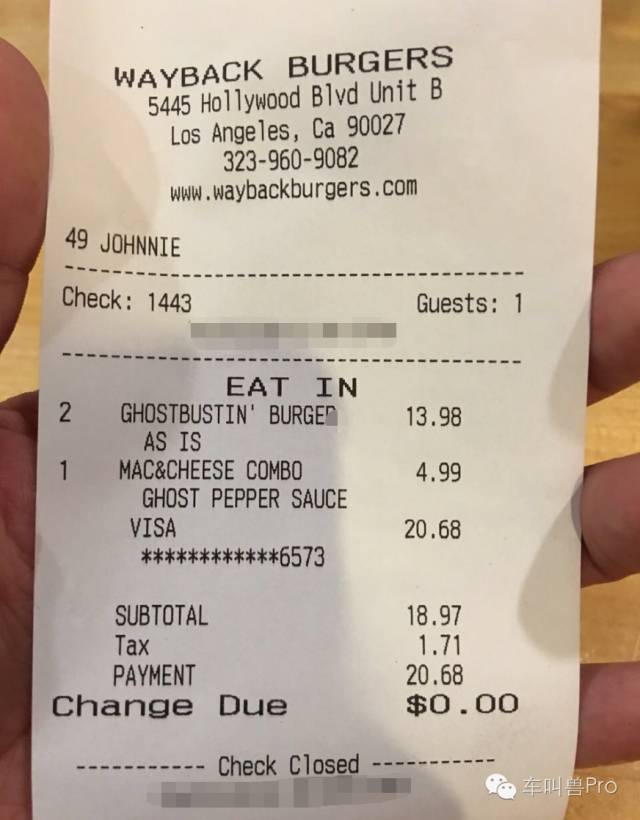 WAYBACK BURGERS
5445 Hollywood Blvd Unit B
Los Angeles, Ca 90027
323-960-9082
www.waybackburgers.com
49 JOHNNIE
Check: 1443 Guests: 1
EAT IN
2 GHOSTBUSTIN' BURGER 13.98
AS IS
1 MAC&CHEESE COMBO 4.99
GHOST PEPPER SAUCE
VISA 20.68
************6573
SUBTOTAL 18.97
Tax 1.71
PAYMENT 20.68
Change Due $0.00
----------- Check Closed -----------
车叫兽Pro